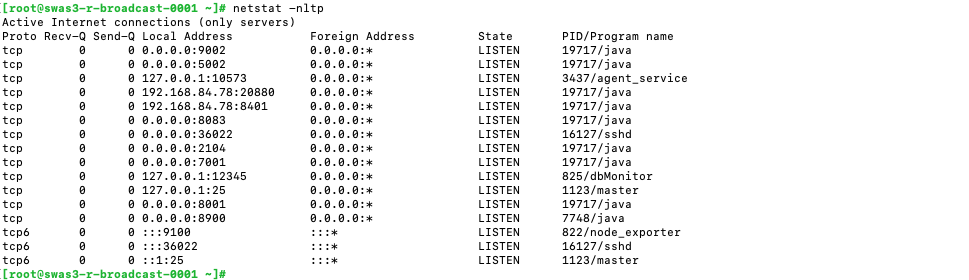 [[root@swas3-r-broadcast-0001 ~]# netstat -nltp
Active Internet connections (only servers)
Proto Recv-Q Send-Q Local Address           Foreign Address         State       PID/Program name
tcp        0      0 0.0.0.0:9002            0.0.0.0:*               LISTEN      19717/java
tcp        0      0 0.0.0.0:5002            0.0.0.0:*               LISTEN      19717/java
tcp        0      0 127.0.0.1:10573         0.0.0.0:*               LISTEN      3437/agent_service
tcp        0      0 192.168.84.78:20880     0.0.0.0:*               LISTEN      19717/java
tcp        0      0 192.168.84.78:8401      0.0.0.0:*               LISTEN      19717/java
tcp        0      0 0.0.0.0:8083            0.0.0.0:*               LISTEN      19717/java
tcp        0      0 0.0.0.0:36022           0.0.0.0:*               LISTEN      16127/sshd
tcp        0      0 0.0.0.0:2104            0.0.0.0:*               LISTEN      19717/java
tcp        0      0 0.0.0.0:7001            0.0.0.0:*               LISTEN      19717/java
tcp        0      0 127.0.0.1:12345         0.0.0.0:*               LISTEN      825/dbMonitor
tcp        0      0 127.0.0.1:25            0.0.0.0:*               LISTEN      1123/master
tcp        0      0 0.0.0.0:8001            0.0.0.0:*               LISTEN      19717/java
tcp        0      0 0.0.0.0:8900            0.0.0.0:*               LISTEN      7748/java
tcp6       0      0 :::9100                 :::*                    LISTEN      822/node_exporter
tcp6       0      0 :::36022                :::*                    LISTEN      16127/sshd
tcp6       0      0 ::1:25                  :::*                    LISTEN      1123/master
[[root@swas3-r-broadcast-0001 ~]#